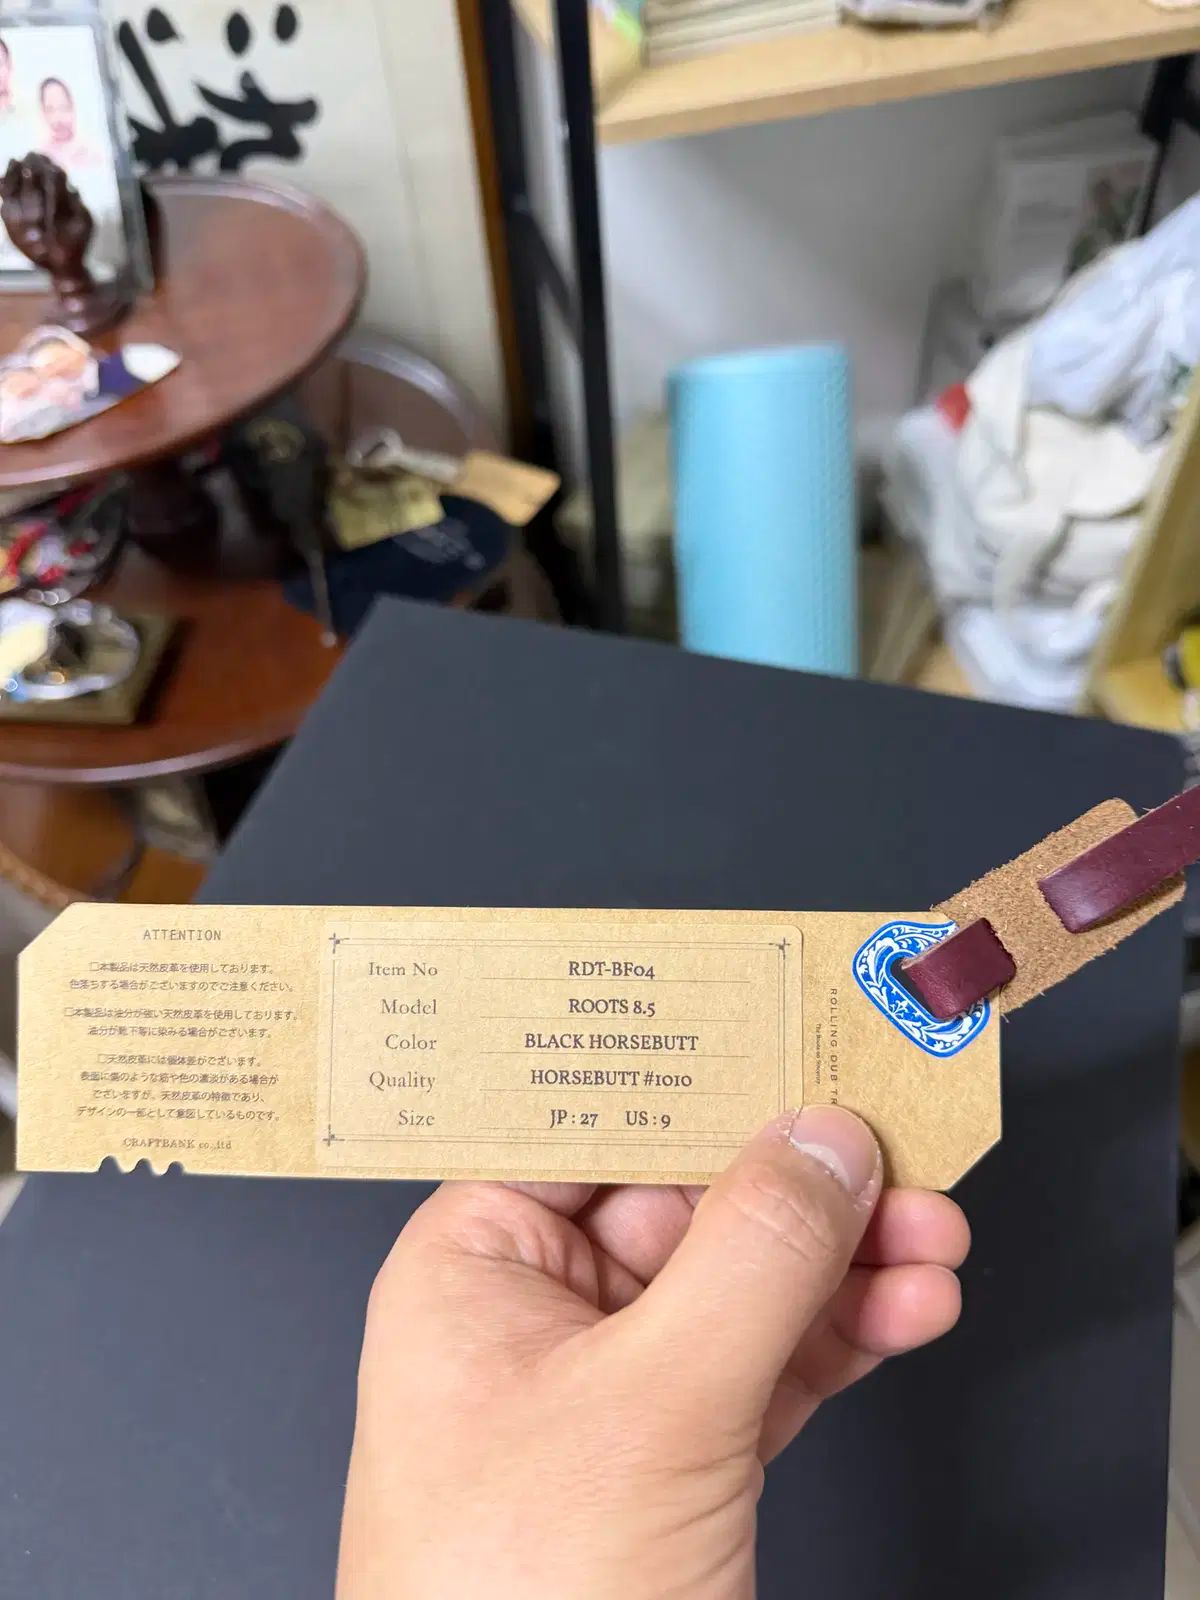 ATTENTION
□本製品は天然皮革を使用しております。
色落ちする場合がございますのでご注意ください。
□本製品は油分が強い天然皮革を使用しております。
油分が靴下等に染みる場合がございます。
□天然皮革には個体差がございます。
表面に傷のような筋や色の濃淡がある場合が
ございますが、天然皮革の特徴であり、
デザインの一部として意図しているものです。
CRAFTBANK co.,ltd
Item No RDT-BF04
Model ROOTS 8.5
Color BLACK HORSEBUTT
Quality HORSEBUTT #1010
Size JP : 27 US : 9
ROLLING DUB TR